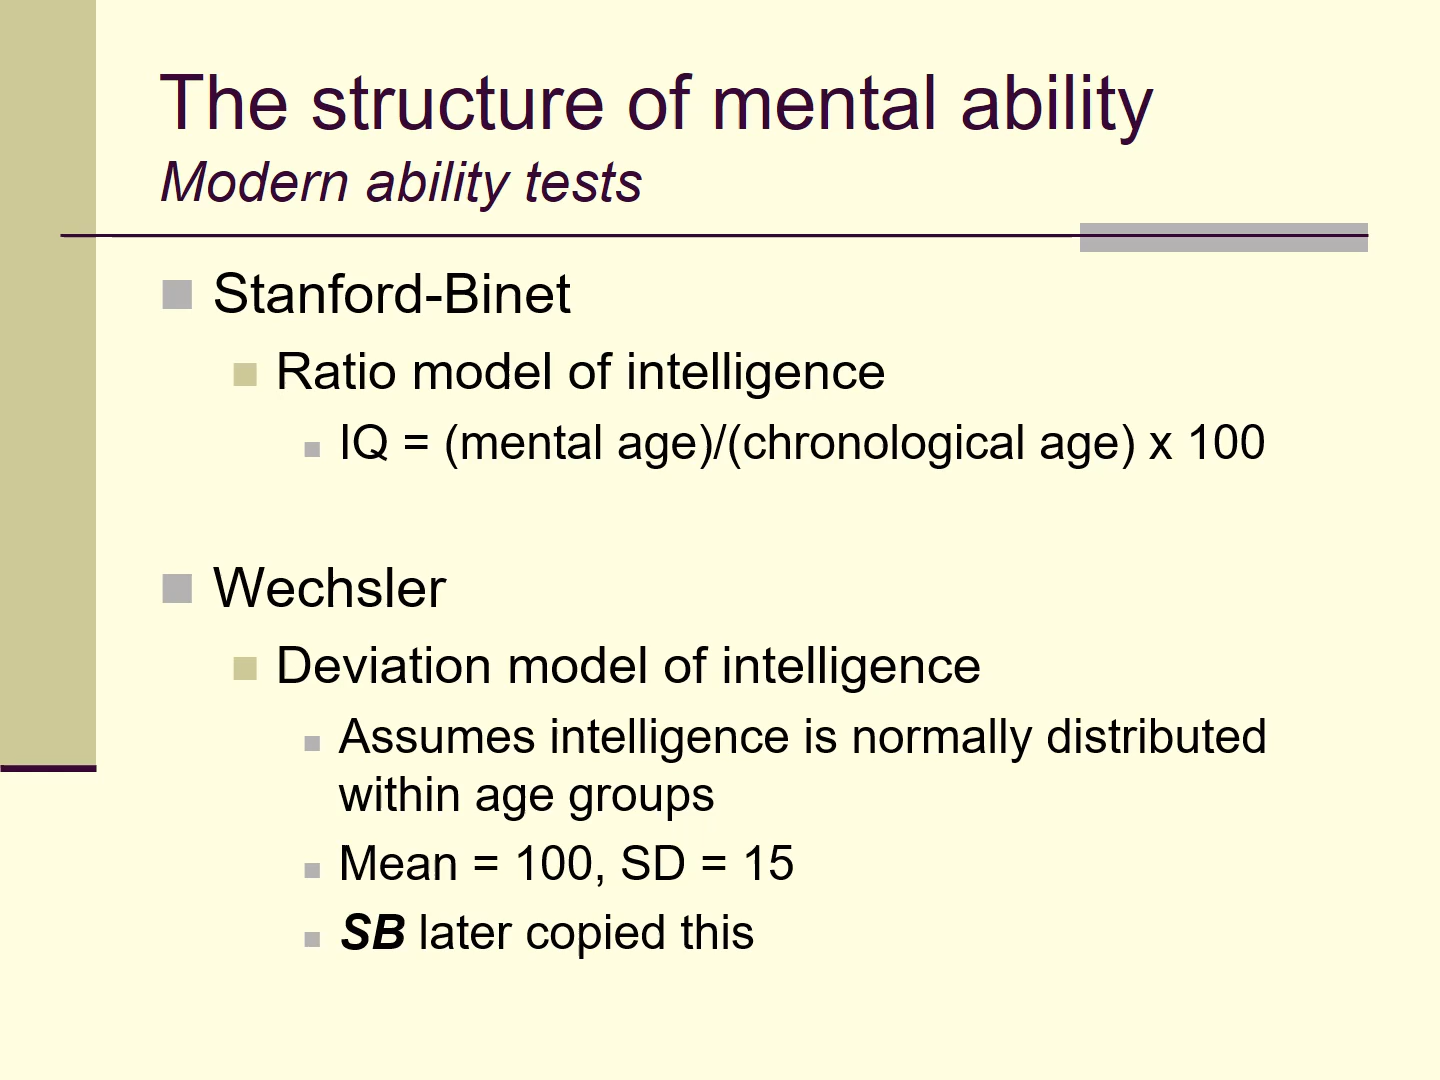 The structure of mental ability
Modern ability tests
Stanford-Binet
Ratio model of intelligence
IQ = (mental age)/(chronological age) x 100
Wechsler
Deviation model of intelligence
Assumes intelligence is normally distributed
within age groups
Mean = 100, SD = 15
SB later copied this